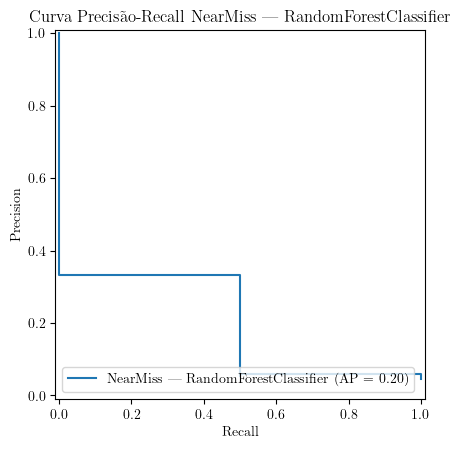 Curva Precisão-Recall NearMiss — RandomForestClassifier
1.0
0.8
0.6
0.4
0.2
0.0
Precision
NearMiss — RandomForestClassifier (AP = 0.20)
0.0 0.2 0.4 0.6 0.8 1.0
Recall